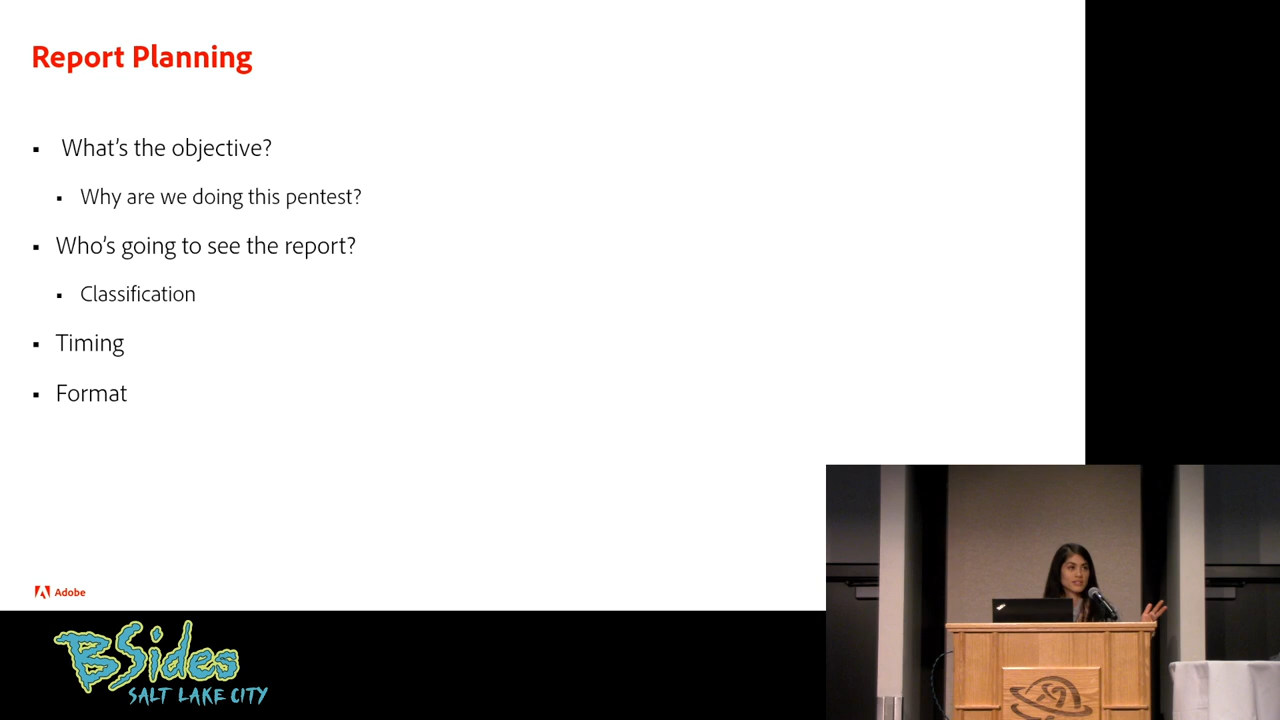 Report Planning
What's the objective?
Why are we doing this pentest?
Who's going to see the report?
Classification
Timing
Format
Adobe
BSides
SALT LAKE CITY